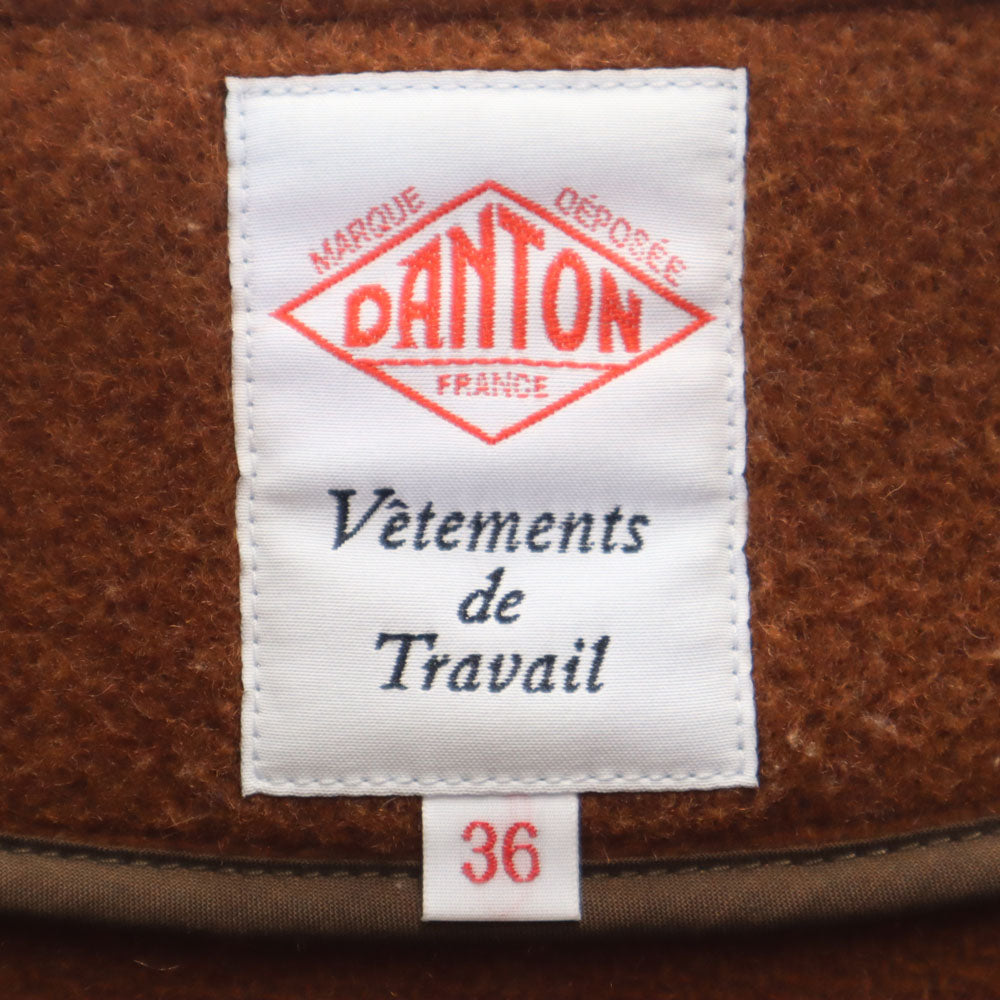 MARQUE DÉPOSÉE
DANTON
FRANCE
Vêtements
de
Travail
36